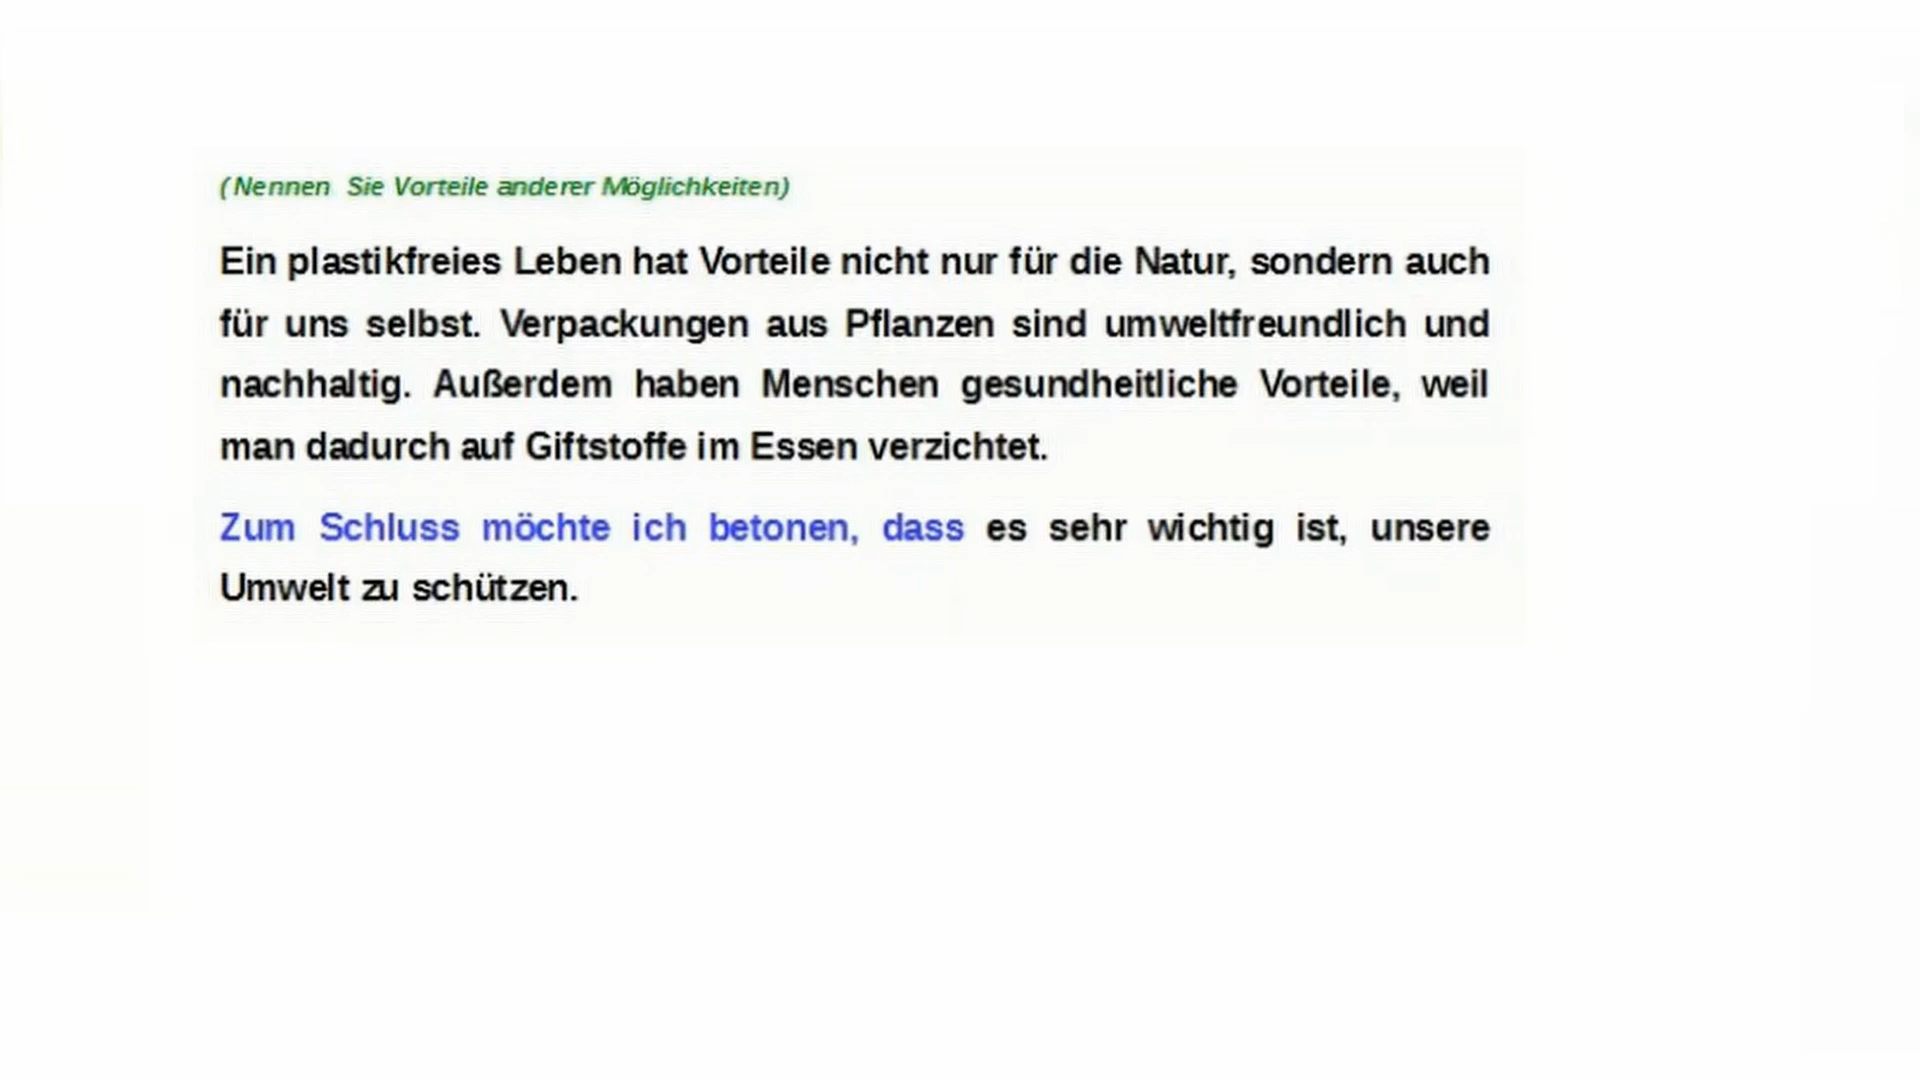 (Nennen Sie Vorteile anderer Möglichkeiten)
Ein plastikfreies Leben hat Vorteile nicht nur für die Natur, sondern auch
für uns selbst. Verpackungen aus Pflanzen sind umweltfreundlich und
nachhaltig. Außerdem haben Menschen gesundheitliche Vorteile, weil
man dadurch auf Giftstoffe im Essen verzichtet.
Zum Schluss möchte ich betonen, dass es sehr wichtig ist, unsere
Umwelt zu schützen.